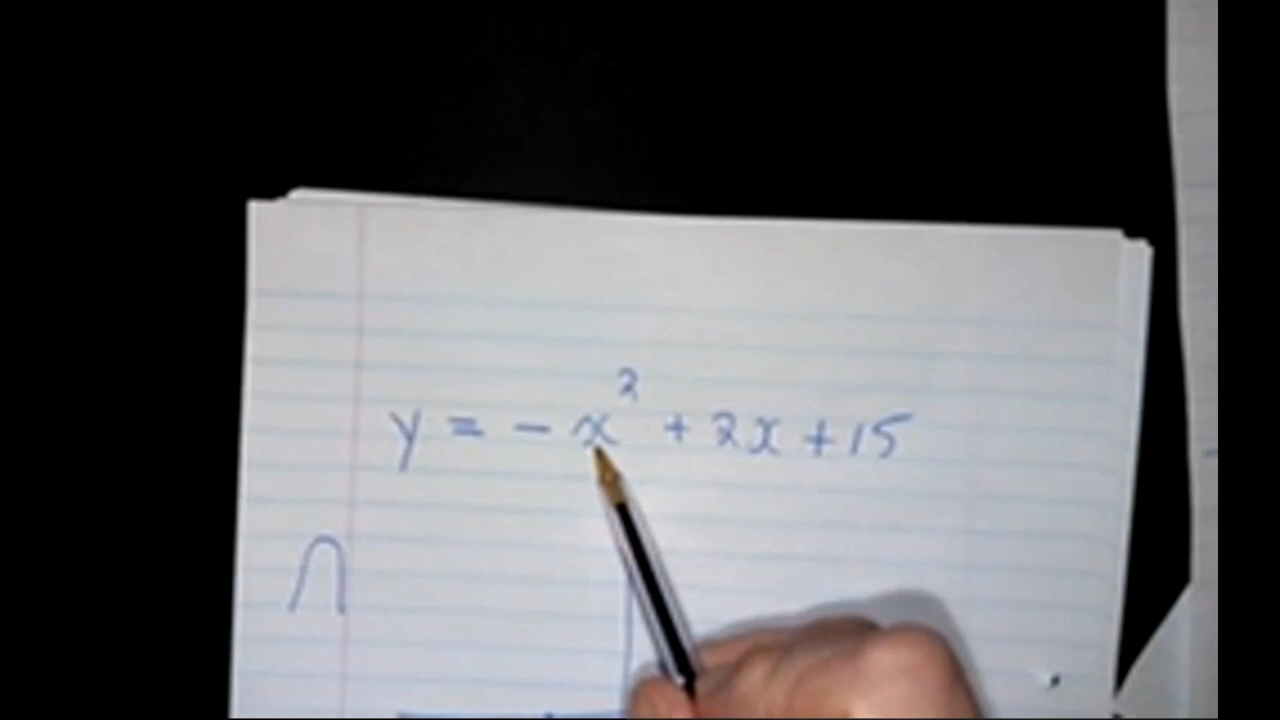 y = - x² + 2x + 15